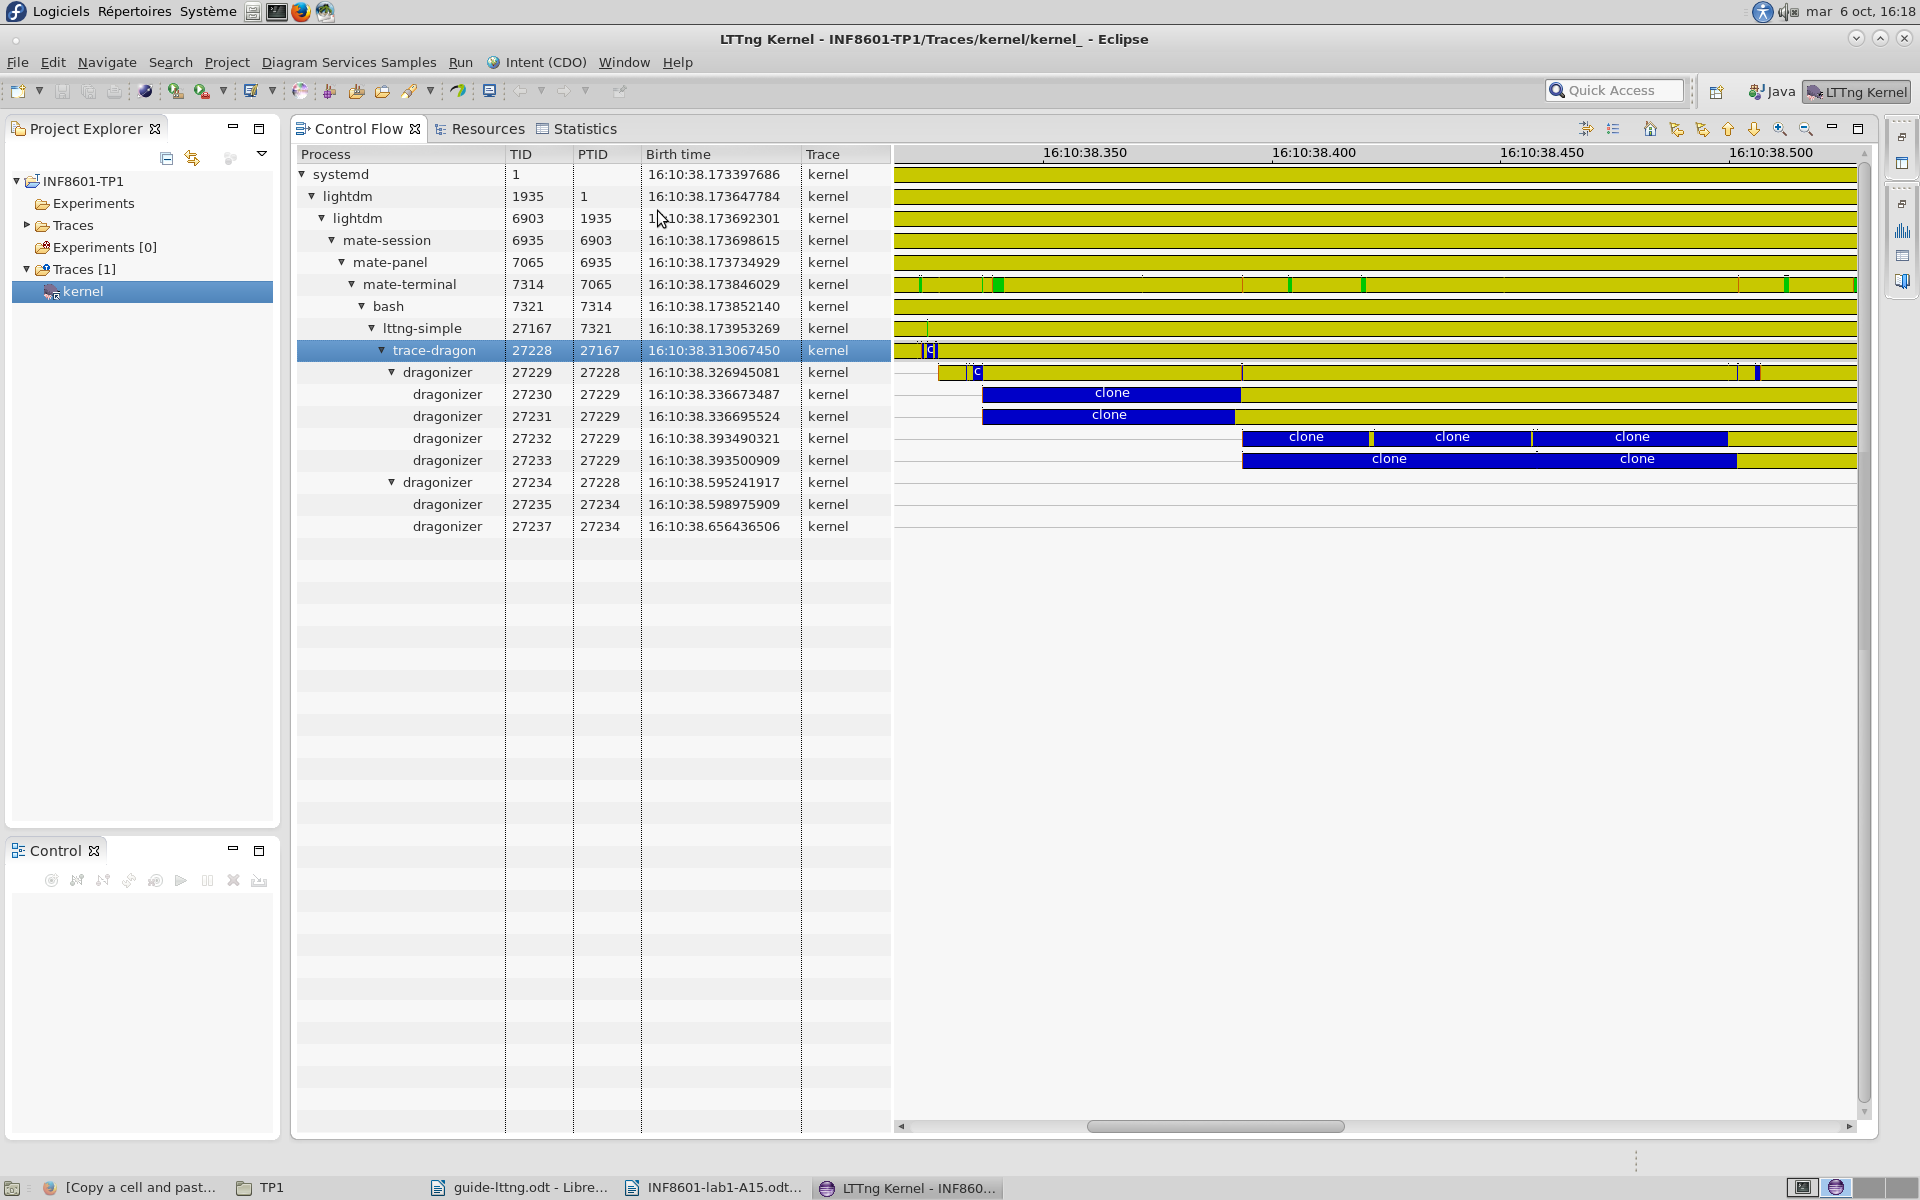 Logiciels Répertoires Système mar 6 oct, 16:18
LTTng Kernel - INF8601-TP1/Traces/kernel/kernel_ - Eclipse
File Edit Navigate Search Project Diagram Services Samples Run Intent (CDO) Window Help
Quick Access Java LTTng Kernel
Project Explorer
INF8601-TP1
Experiments
Traces
Experiments [0]
Traces [1]
kernel
Control
Control Flow Resources Statistics
Process TID PTID Birth time Trace 16:10:38.350 16:10:38.400 16:10:38.450 16:10:38.500
systemd 1 16:10:38.173397686 kernel
lightdm 1935 1 16:10:38.173647784 kernel
lightdm 6903 1935 :10:38.173692301 kernel
mate-session 6935 6903 16:10:38.173698615 kernel
mate-panel 7065 6935 16:10:38.173734929 kernel
mate-terminal 7314 7065 16:10:38.173846029 kernel
bash 7321 7314 16:10:38.173852140 kernel
lttng-simple 27167 7321 16:10:38.173953269 kernel
trace-dragon 27228 27167 16:10:38.313067450 kernel c
dragonizer 27229 27228 16:10:38.326945081 kernel c
dragonizer 27230 27229 16:10:38.336673487 kernel clone
dragonizer 27231 27229 16:10:38.336695524 kernel clone
dragonizer 27232 27229 16:10:38.393490321 kernel clone clone clone
dragonizer 27233 27229 16:10:38.393500909 kernel clone clone
dragonizer 27234 27228 16:10:38.595241917 kernel
dragonizer 27235 27234 16:10:38.598975909 kernel
dragonizer 27237 27234 16:10:38.656436506 kernel
[Copy a cell and past... TP1 guide-lttng.odt - Libre... INF8601-lab1-A15.odt... LTTng Kernel - INF860...